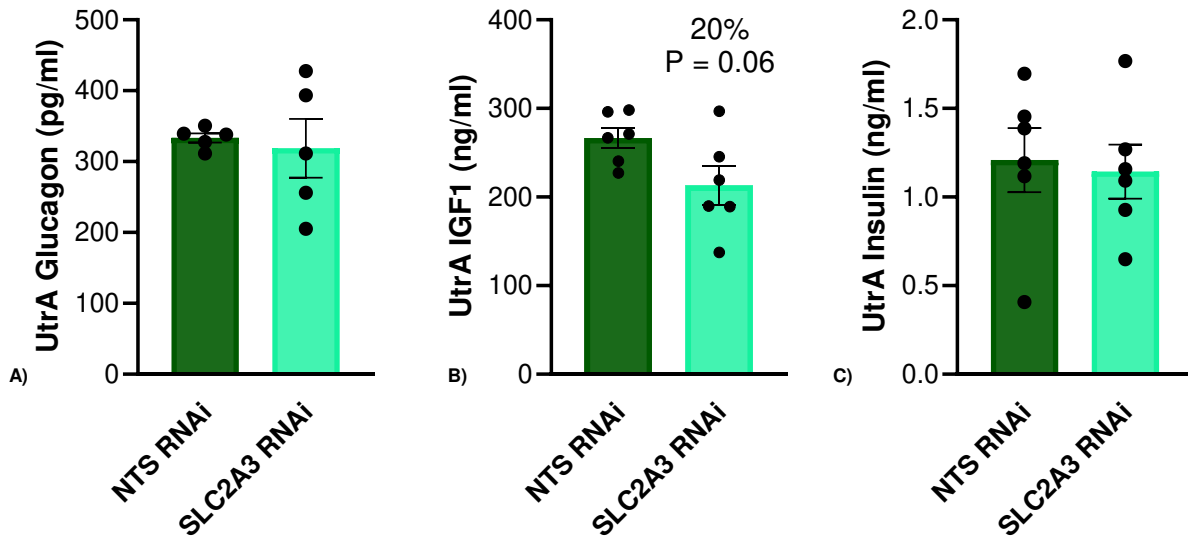 A)
UtrA Glucagon (pg/ml)
500
400
300
200
100
0
NTS RNAi
SLC2A3 RNAi
B)
UtrA IGF1 (ng/ml)
400
300
200
100
0
20%
P = 0.06
NTS RNAi
SLC2A3 RNAi
C)
UtrA Insulin (ng/ml)
2.0
1.5
1.0
0.5
0.0
NTS RNAi
SLC2A3 RNAi